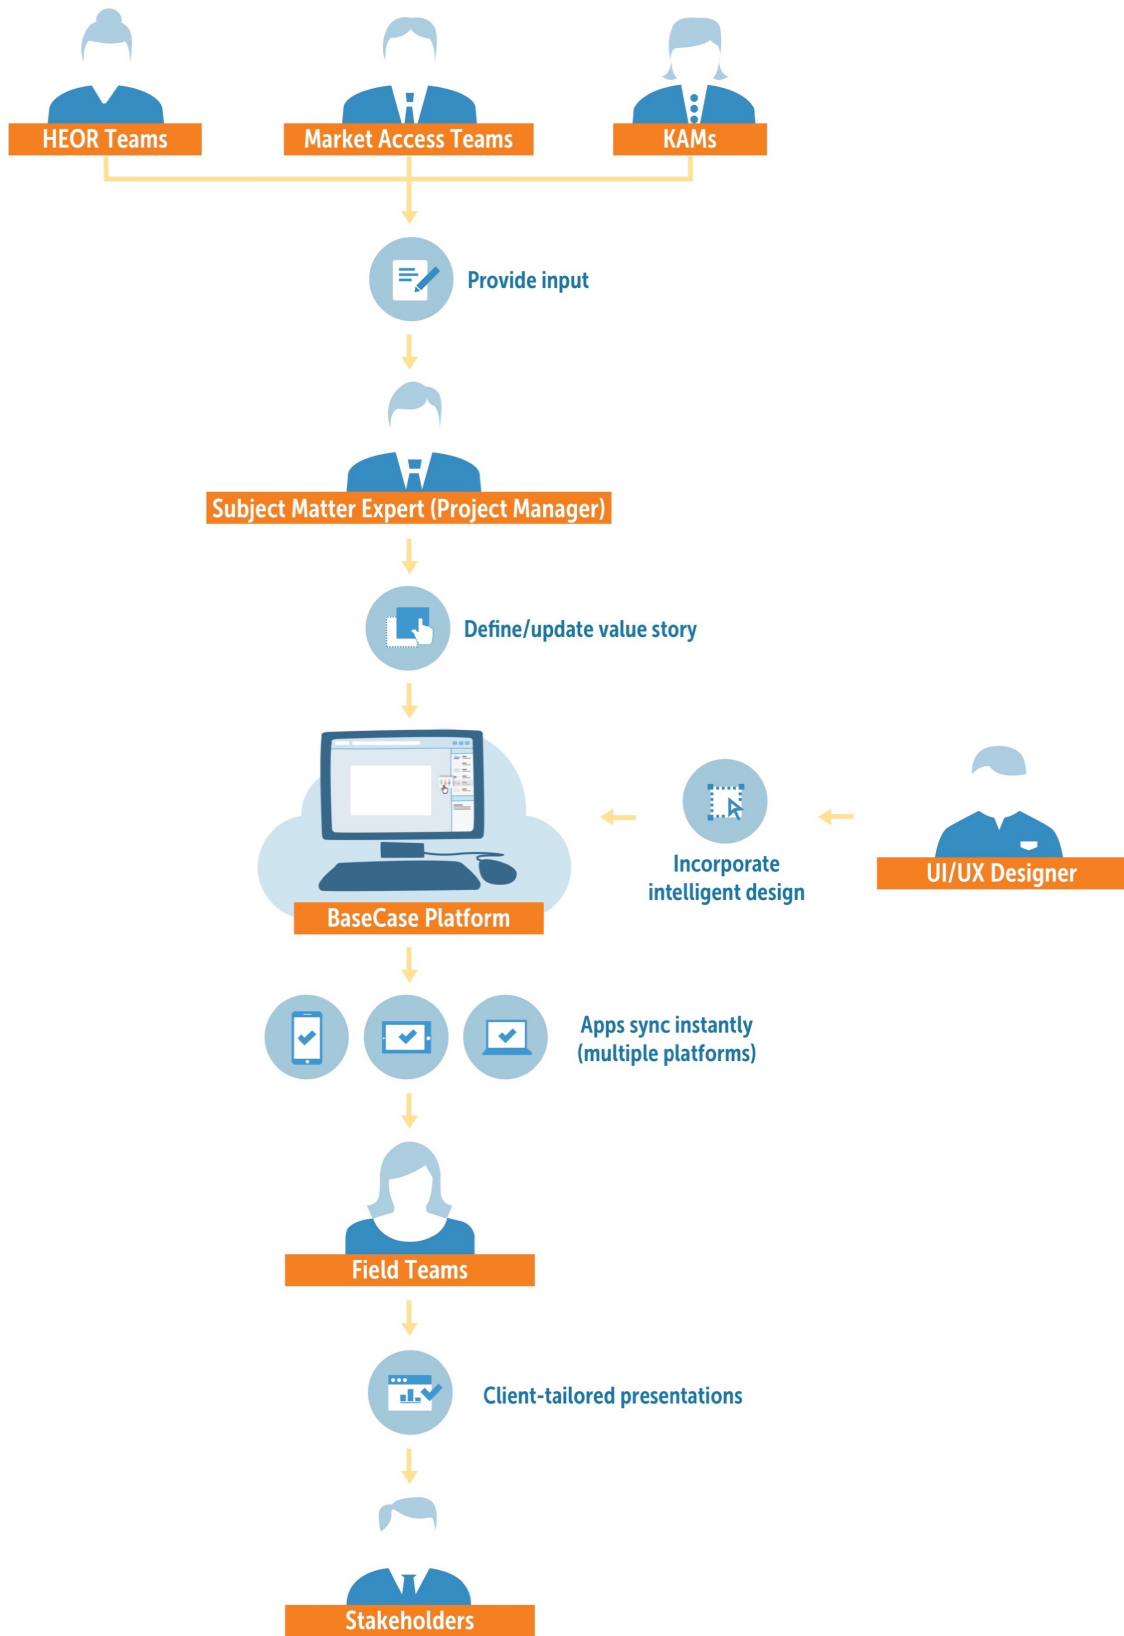 HEOR Teams
Market Access Teams
KAMs
Provide input
Subject Matter Expert (Project Manager)
Define/update value story
Incorporate
intelligent design
UI/UX Designer
BaseCase Platform
Apps sync instantly
(multiple platforms)
Field Teams
Client-tailored presentations
Stakeholders